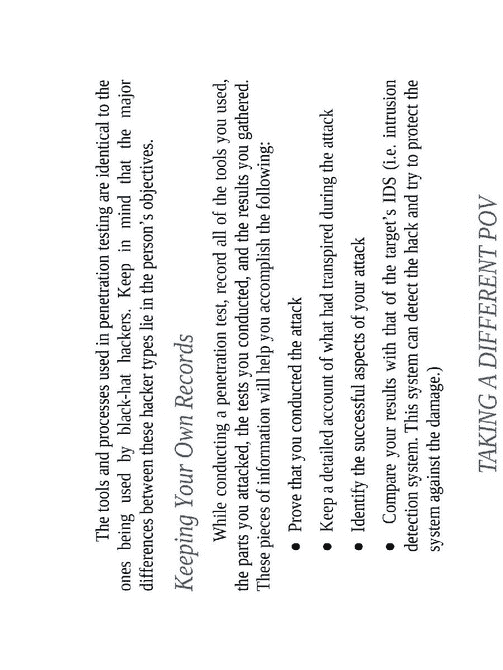 The tools and processes used in penetration testing are identical to the
ones being used by black-hat hackers. Keep in mind that the major
differences between these hacker types lie in the person's objectives.
Keeping Your Own Records
While conducting a penetration test, record all of the tools you used,
the parts you attacked, the tests you conducted, and the results you gathered.
These pieces of information will help you accomplish the following:
● Prove that you conducted the attack
● Keep a detailed account of what had transpired during the attack
● Identify the successful aspects of your attack
● Compare your results with that of the target's IDS (i.e. intrusion
detection system. This system can detect the hack and try to protect the
system against the damage.)
TAKING A DIFFERENT POV